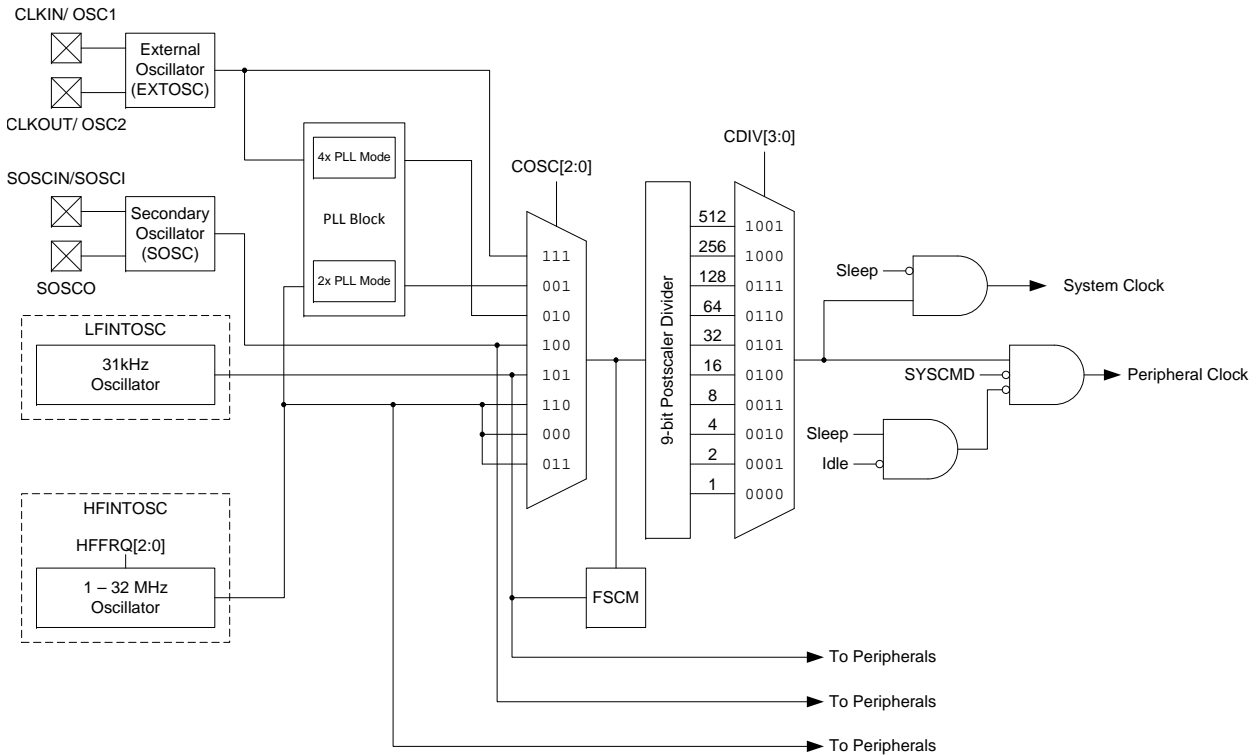 CLKIN/ OSC1
External
Oscillator
(EXTOSC)
CLKOUT/ OSC2
SOSCIN/SOSCI
Secondary
Oscillator
(SOSC)
SOSCO
LFINTOSC
31kHz
Oscillator
HFINTOSC
HFFRQ[2:0]
1 – 32 MHz
Oscillator
4x PLL Mode
PLL Block
2x PLL Mode
COSC[2:0]
111
001
010
100
101
110
000
011
FSCM
9-bit Postscaler Divider
512
256
128
64
32
16
8
4
2
1
CDIV[3:0]
1001
1000
0111
0110
0101
0100
0011
0010
0001
0000
Sleep
System Clock
SYSCMD
Peripheral Clock
Sleep
Idle
To Peripherals
To Peripherals
To Peripherals